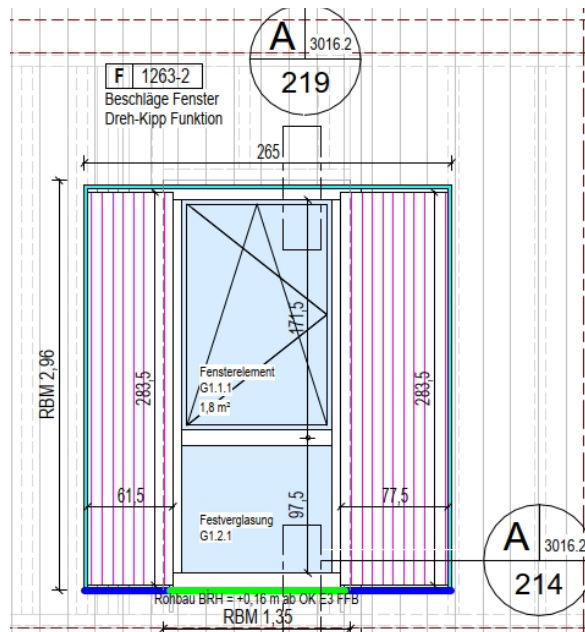 A 3016.2
219
F 1263-2
Beschläge Fenster
Dreh-Kipp Funktion
265
RBM 2,96
283,5
171,5
283,5
Fensterelement
G1.1.1
1,8 m²
61,5
77,5
97,5
Festverglasung
G1.2.1
A 3016.2
214
Rohbau BRH = +0,16 m ab OK E3 FFB
RBM 1,35